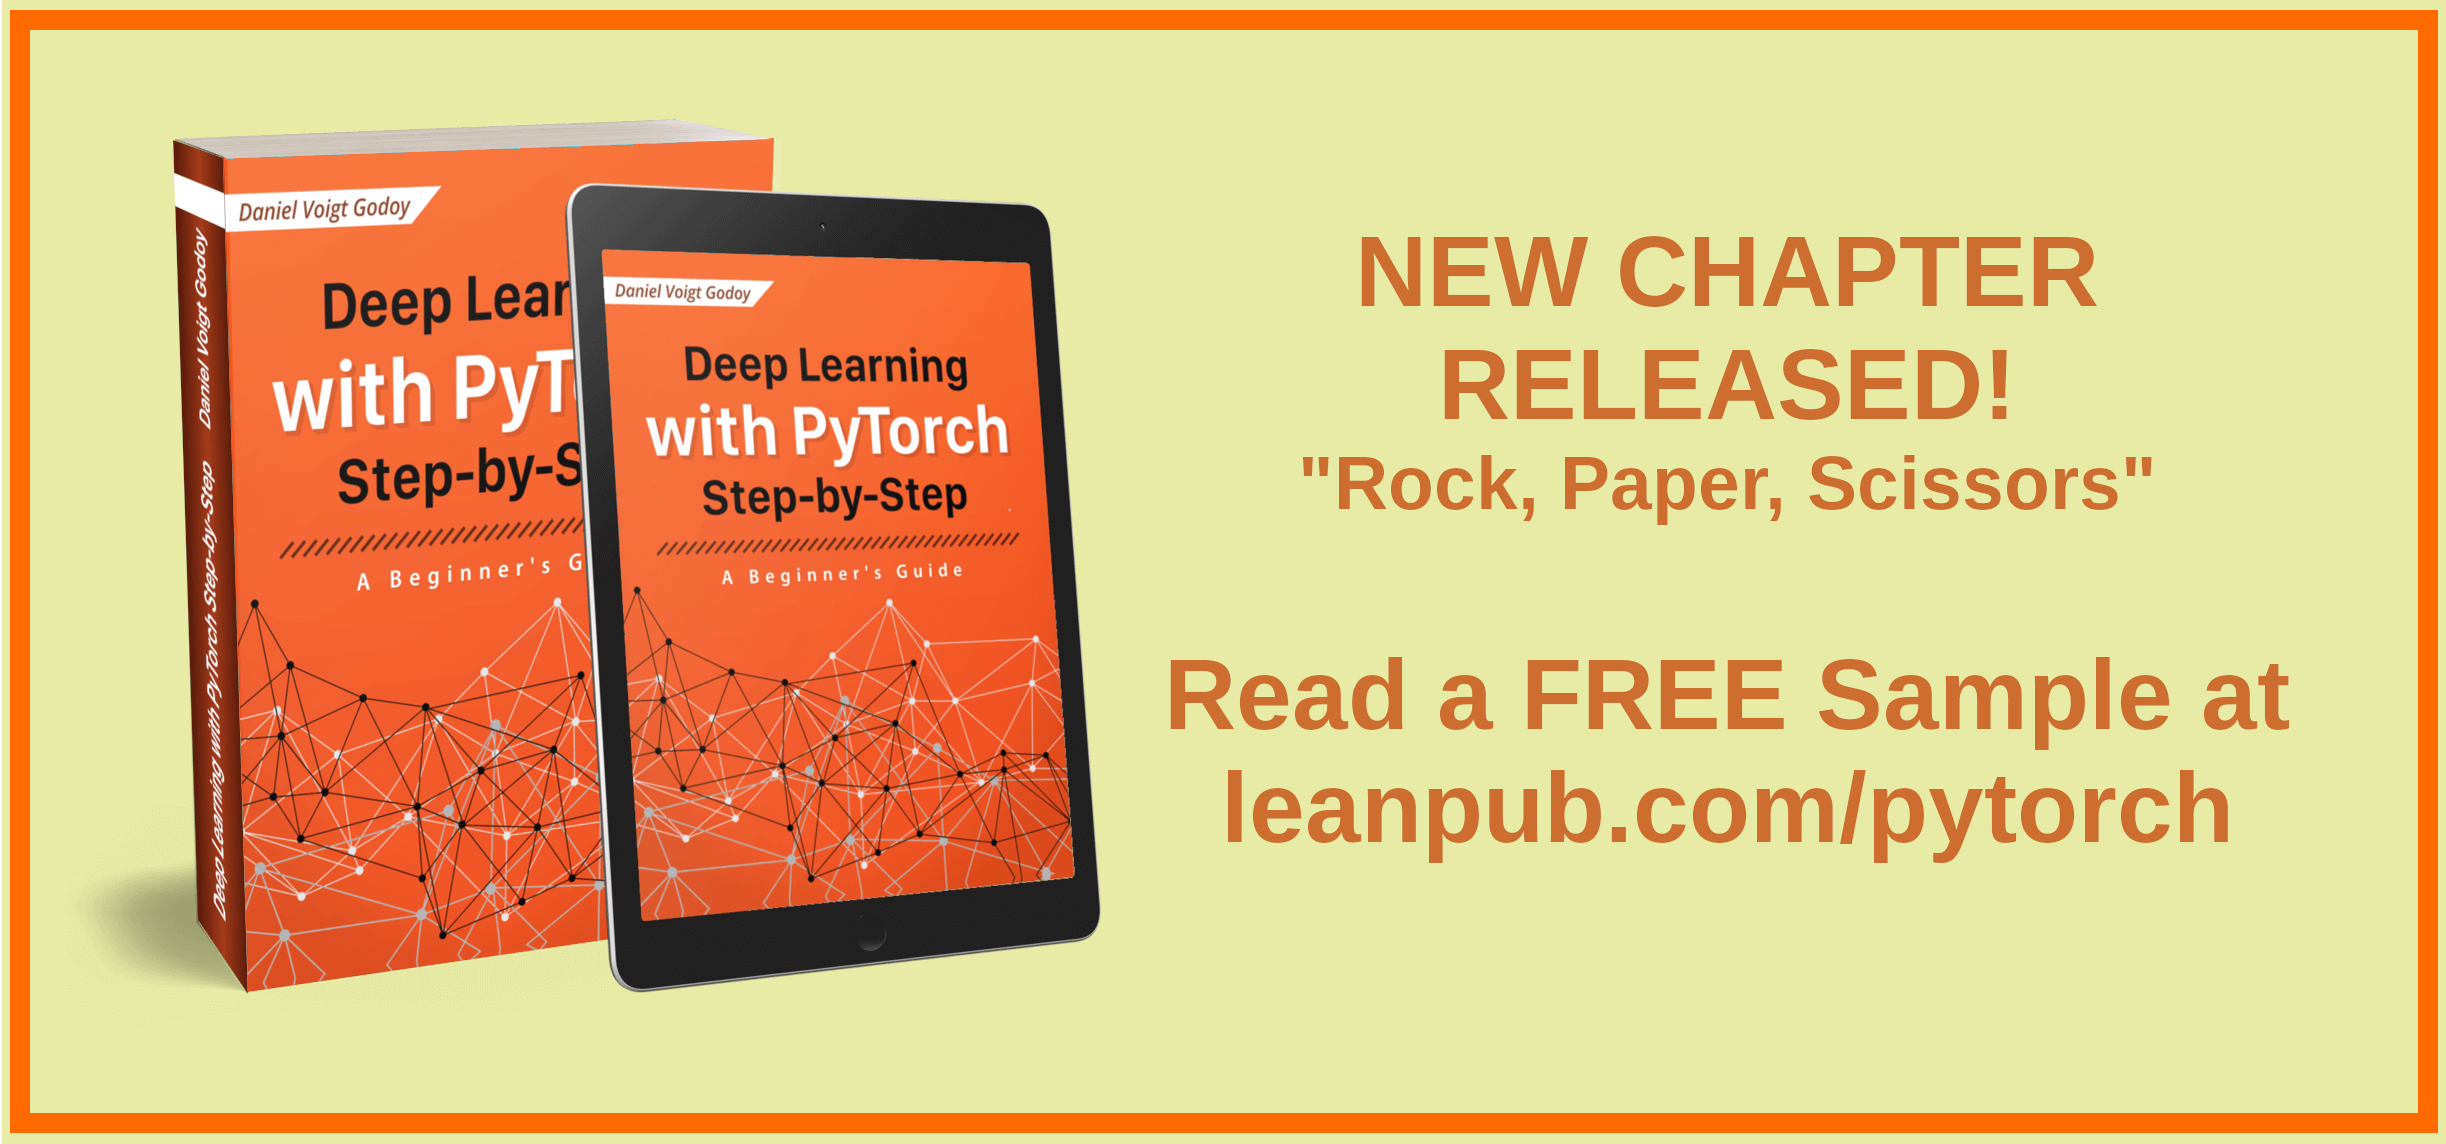 Daniel Voigt Godoy
Deep Lear
with PyT
Step-by-S
A Beginner's G
Deep Learning with PyTorch Step-by-Step Daniel Voigt Godoy
Daniel Voigt Godoy
Deep Learning
with PyTorch
Step-by-Step
A Beginner's Guide
NEW CHAPTER
RELEASED!
"Rock, Paper, Scissors"
Read a FREE Sample at
leanpub.com/pytorch